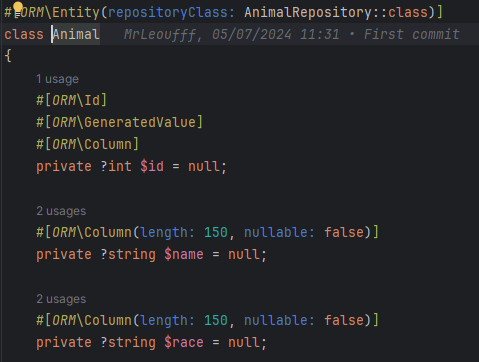 #[ORM\Entity(repositoryClass: AnimalRepository::class)]
class Animal MrLeoufff, 05/07/2024 11:31 • First commit
{
1 usage
#[ORM\Id]
#[ORM\GeneratedValue]
#[ORM\Column]
private ?int $id = null;
2 usages
#[ORM\Column(length: 150, nullable: false)]
private ?string $name = null;
2 usages
#[ORM\Column(length: 150, nullable: false)]
private ?string $race = null;